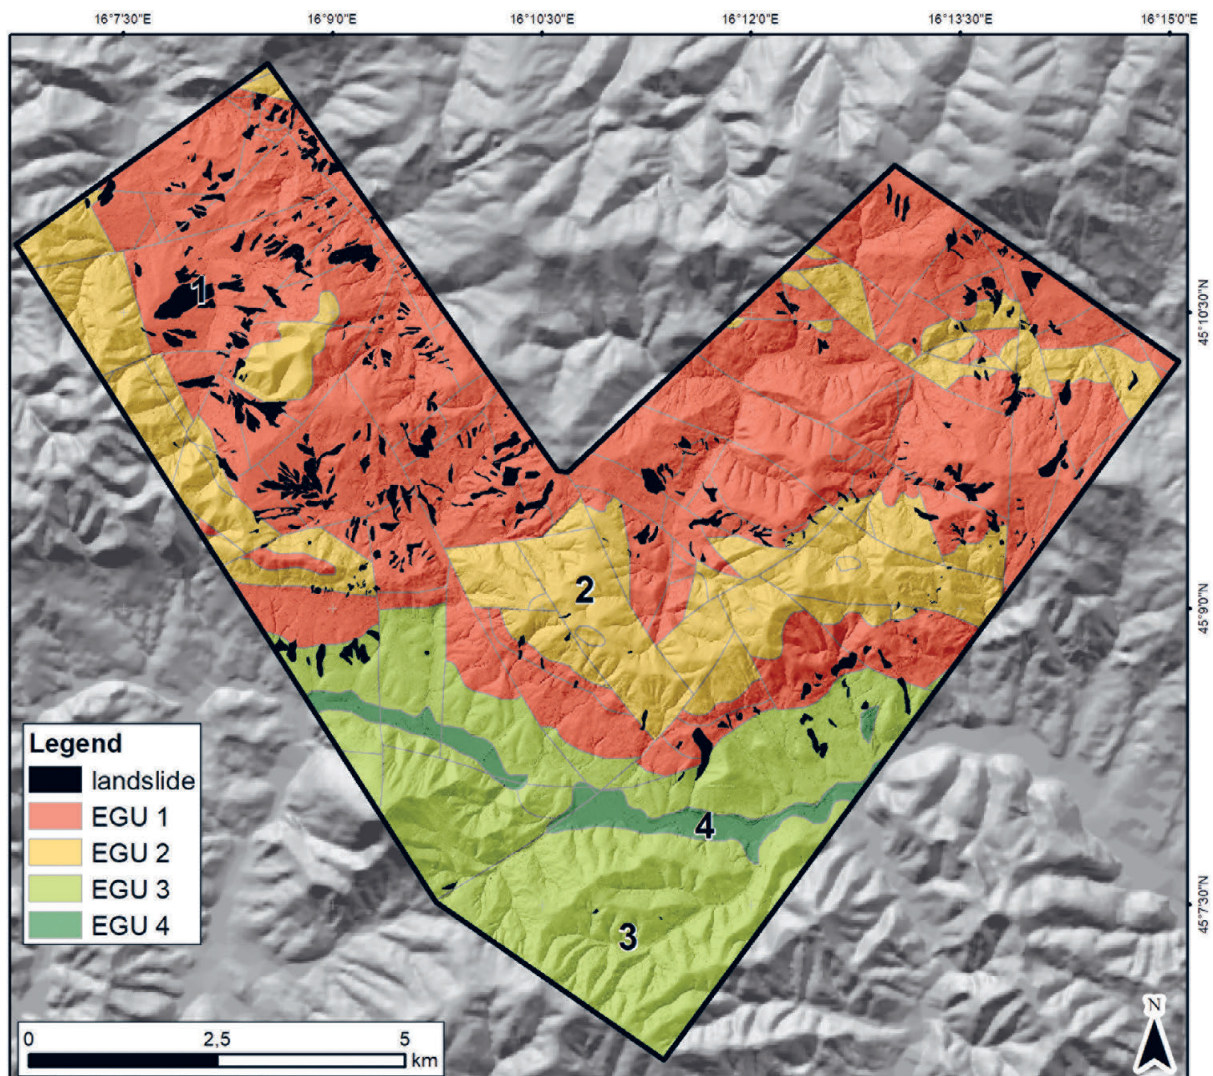 16°7'30"E 16°9'0"E 16°10'30"E 16°12'0"E 16°13'30"E 16°15'0"E
1
45°10'30"N
2
45°9'0"N
Legend
landslide
EGU 1
EGU 2
EGU 3
EGU 4
4
45°7'30"N
3
0 2,5 5
km
N